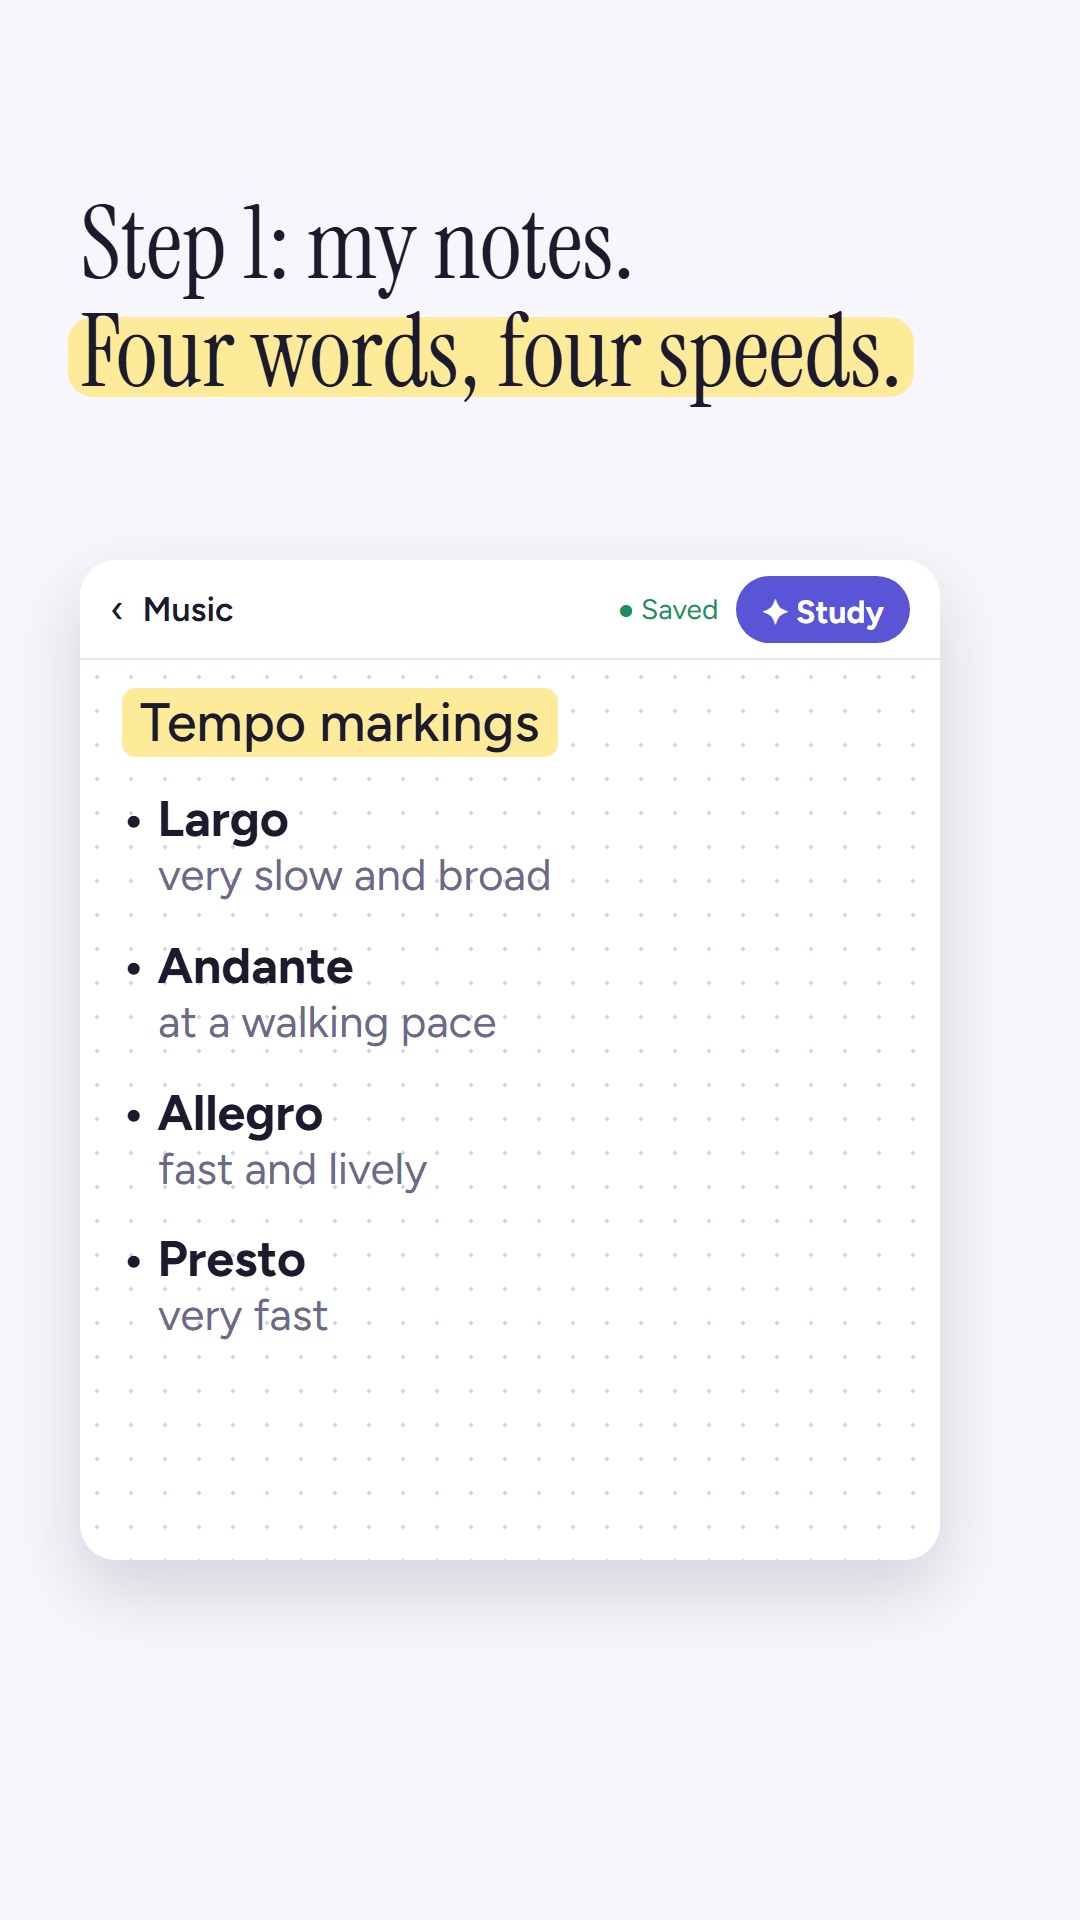 Step 1: my notes.
Four words, four speeds.
‹ Music
• Saved
✦ Study
Tempo markings
• Largo
very slow and broad
• Andante
at a walking pace
• Allegro
fast and lively
• Presto
very fast